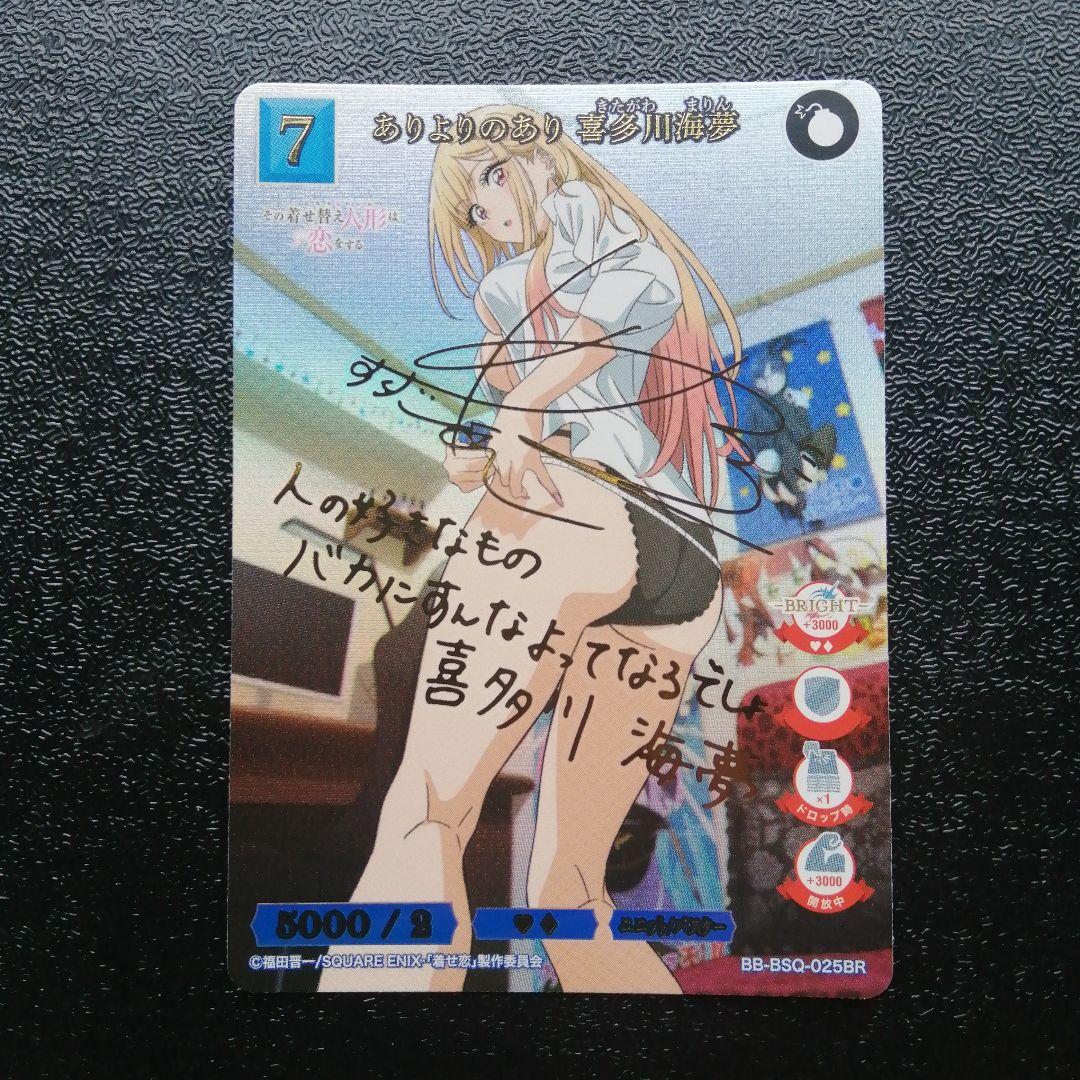 7
ありよりのあり 喜多川海夢
きたがわ まりん
その着せ替え人形は
恋をする
人の好きなもの
バカにすんなよってなるでしょ
喜多川 海夢
-BRIGHT-
+3000
×1
ドロップ時
+3000
開放中
5000 / 2
©福田晋一/SQUARE ENIX・「着せ恋」製作委員会
BB-BSQ-025BR